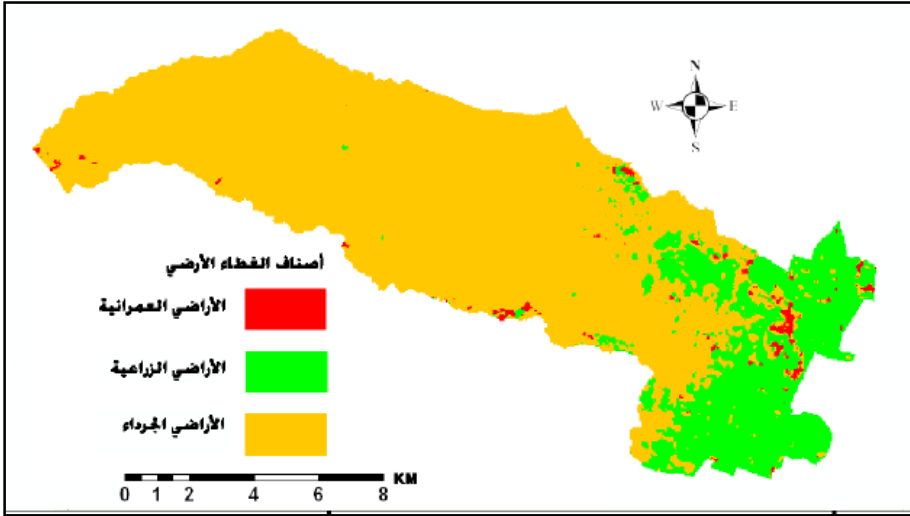 N
W E
S
أصناف الغطاء الأرضي
الأراضي العمرانية
الأراضي الزراعية
الأراضي الجرداء
0 1 2 4 6 8 KM